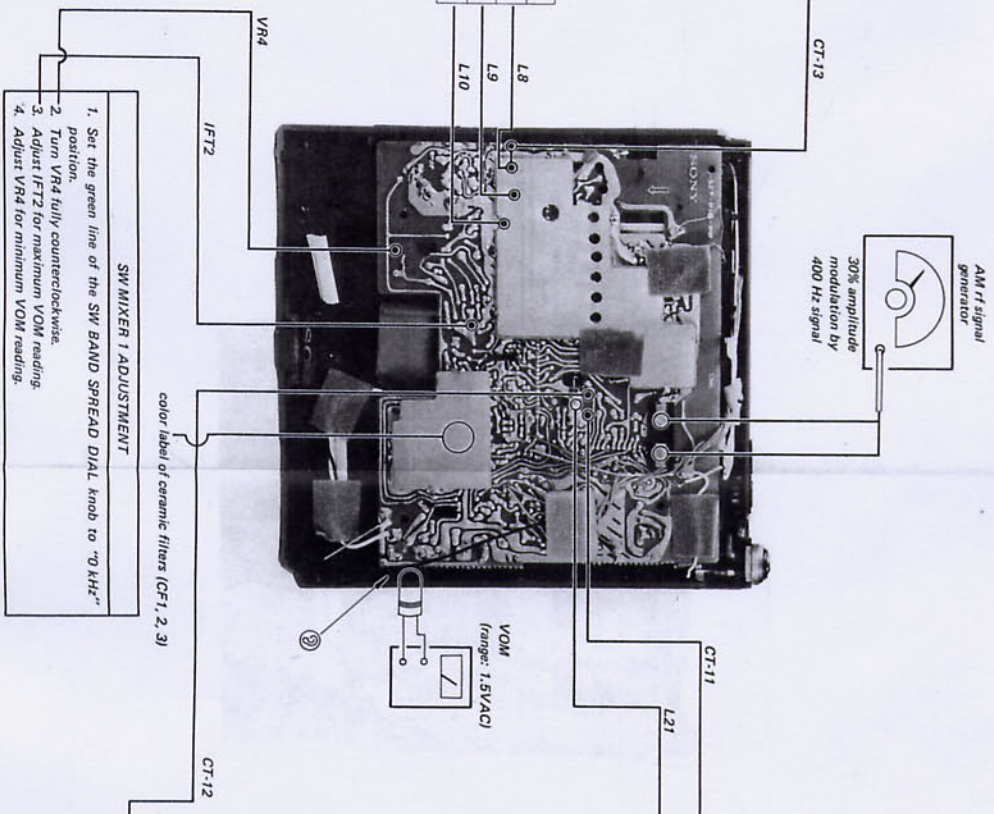 AM rf signal
generator
30% amplitude
modulation by
400 Hz signal
CT-13
L8
L9
L10
VR4
IFT2
SONY
CT-11
L21
VOM
(range: 1.5VAC)
CT-12
color label of ceramic filters (CF1, 2, 3)
SW MIXER 1 ADJUSTMENT
1. Set the green line of the SW BAND SPREAD DIAL knob to "0 kHz"
position.
2. Turn VR4 fully counterclockwise.
3. Adjust IFT2 for maximum VOM reading.
4. Adjust VR4 for minimum VOM reading.